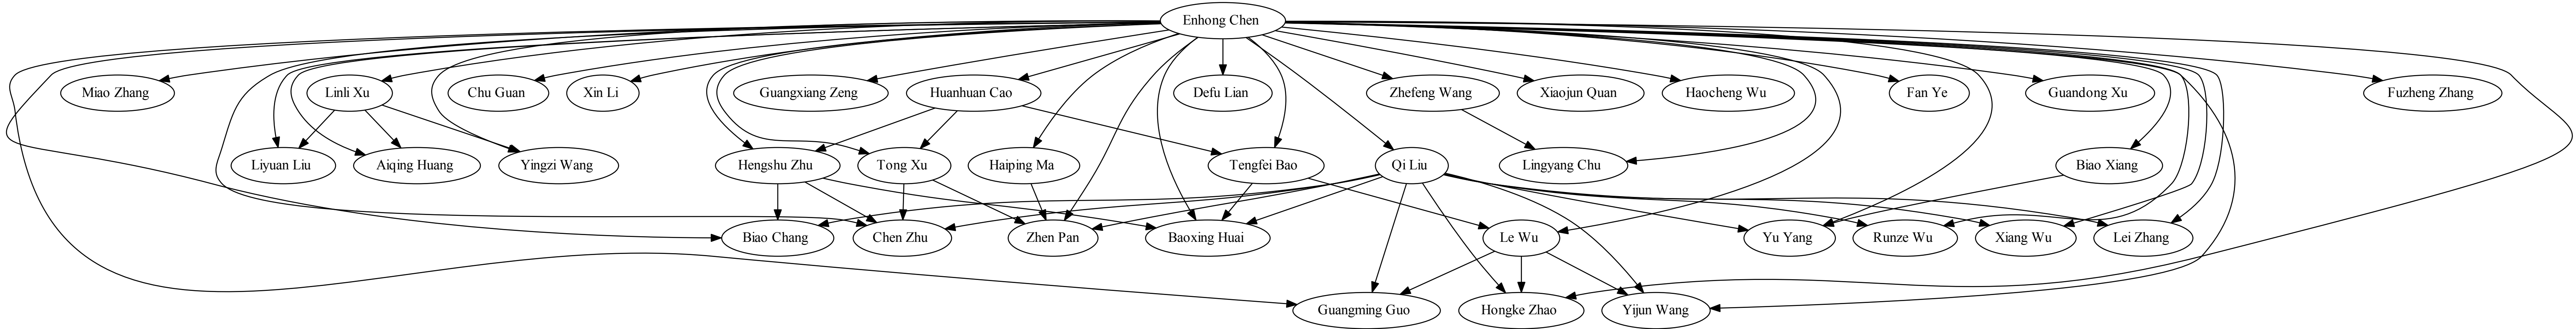 Enhong Chen
Miao Zhang
Linli Xu
Chu Guan
Xin Li
Guangxiang Zeng
Huanhuan Cao
Defu Lian
Zhefeng Wang
Xiaojun Quan
Haocheng Wu
Fan Ye
Guandong Xu
Fuzheng Zhang
Liyuan Liu
Aiqing Huang
Yingzi Wang
Hengshu Zhu
Tong Xu
Haiping Ma
Tengfei Bao
Qi Liu
Lingyang Chu
Biao Xiang
Biao Chang
Chen Zhu
Zhen Pan
Baoxing Huai
Le Wu
Yu Yang
Runze Wu
Xiang Wu
Lei Zhang
Guangming Guo
Hongke Zhao
Yijun Wang